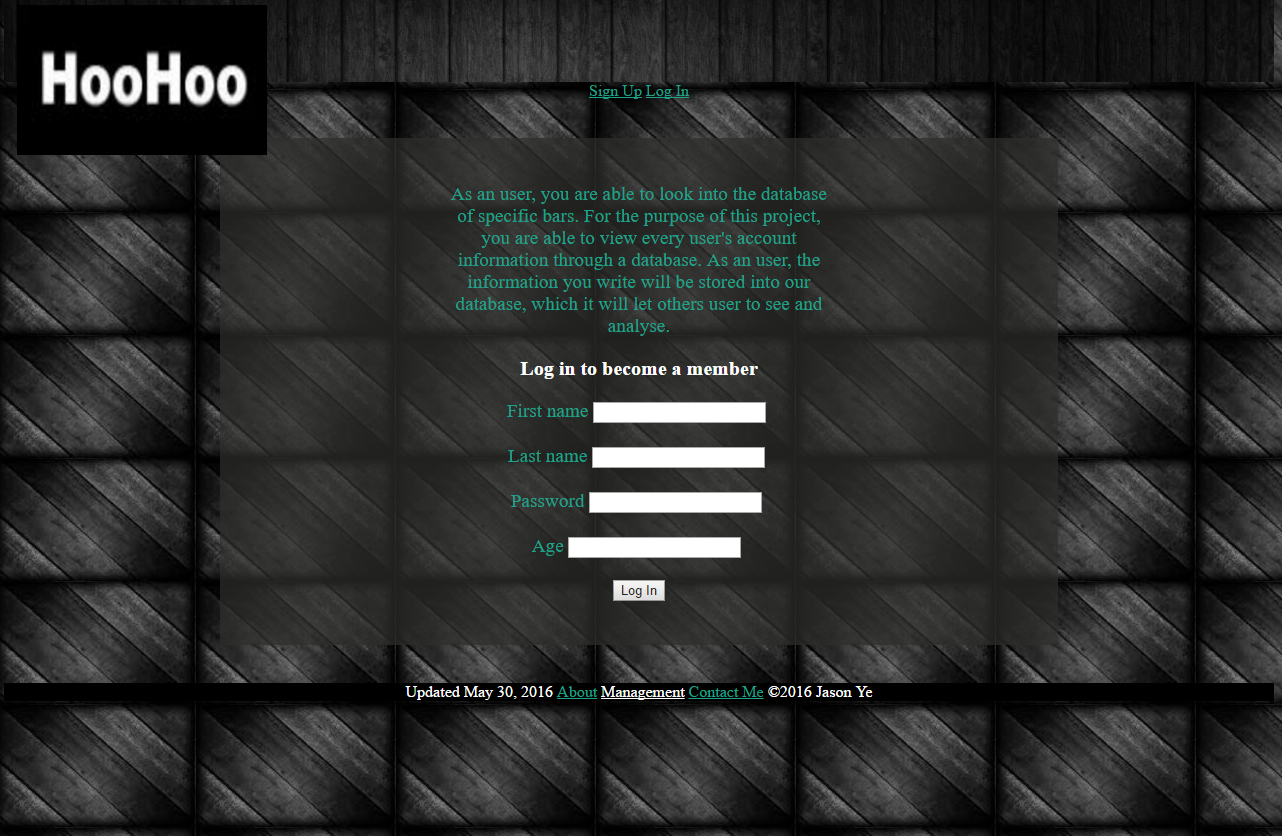 HooHoo
Sign Up Log In
As an user, you are able to look into the database
of specific bars. For the purpose of this project,
you are able to view every user's account
information through a database. As an user, the
information you write will be stored into our
database, which it will let others user to see and
analyse.
Log in to become a member
First name
Last name
Password
Age
Log In
Updated May 30, 2016 About Management Contact Me ©2016 Jason Ye